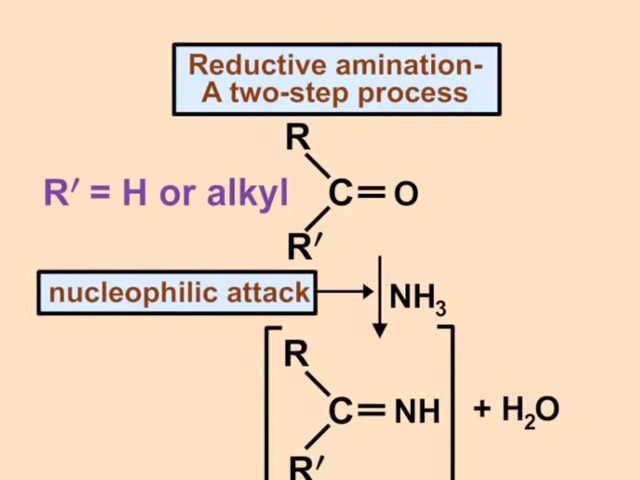 Reductive amination-
A two-step process
R
R′ = H or alkyl
C=O
R′
nucleophilic attack
NH₃
R
C=NH
+ H₂O
R′